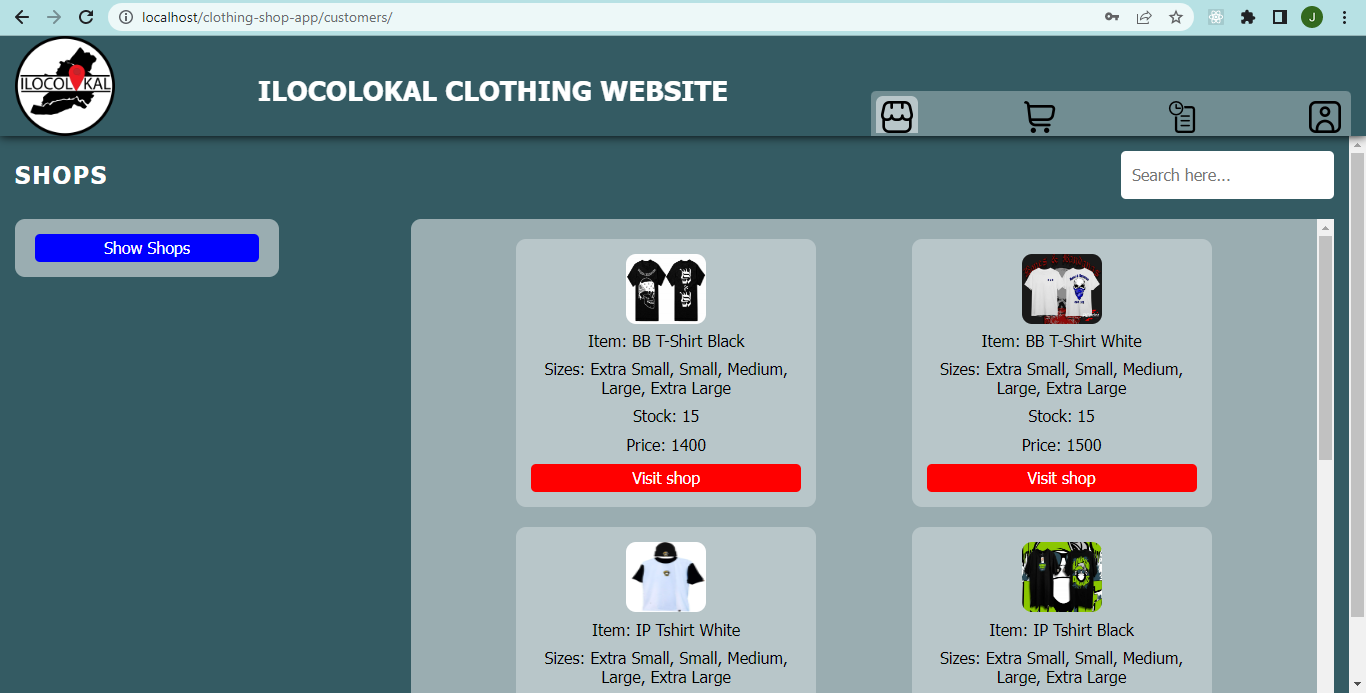 localhost/clothing-shop-app/customers/
J
ILOCOLOKAL
ILOCOLOKAL CLOTHING WEBSITE
SHOPS
Search here...
Show Shops
Item: BB T-Shirt Black
Sizes: Extra Small, Small, Medium,
Large, Extra Large
Stock: 15
Price: 1400
Visit shop
Item: BB T-Shirt White
Sizes: Extra Small, Small, Medium,
Large, Extra Large
Stock: 15
Price: 1500
Visit shop
Item: IP Tshirt White
Sizes: Extra Small, Small, Medium,
Large, Extra Large
Item: IP Tshirt Black
Sizes: Extra Small, Small, Medium,
Large, Extra Large